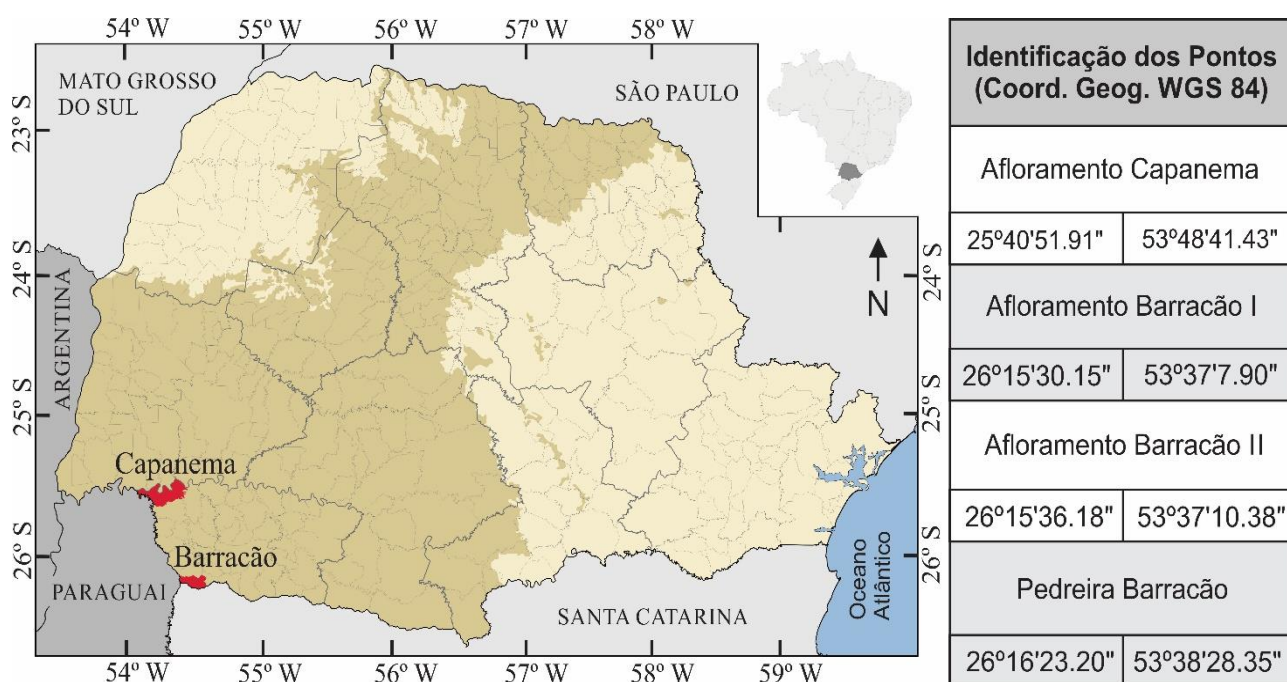 54º W 55º W 56º W 57º W 58º W
MATO GROSSO
DO SUL
SÃO PAULO
23º S
24º S
25º S
26º S
ARGENTINA
Capanema
Barracão
PARAGUAI
SANTA CATARINA
Oceano
Atlântico
N
24º S
25º S
26º S
54º W 55º W 56º W 57º W 58º W 59º W
Identificação dos Pontos
(Coord. Geog. WGS 84)
Afloramento Capanema
25º40'51.91" 53º48'41.43"
Afloramento Barracão I
26º15'30.15" 53º37'7.90"
Afloramento Barracão II
26º15'36.18" 53º37'10.38"
Pedreira Barracão
26º16'23.20" 53º38'28.35"